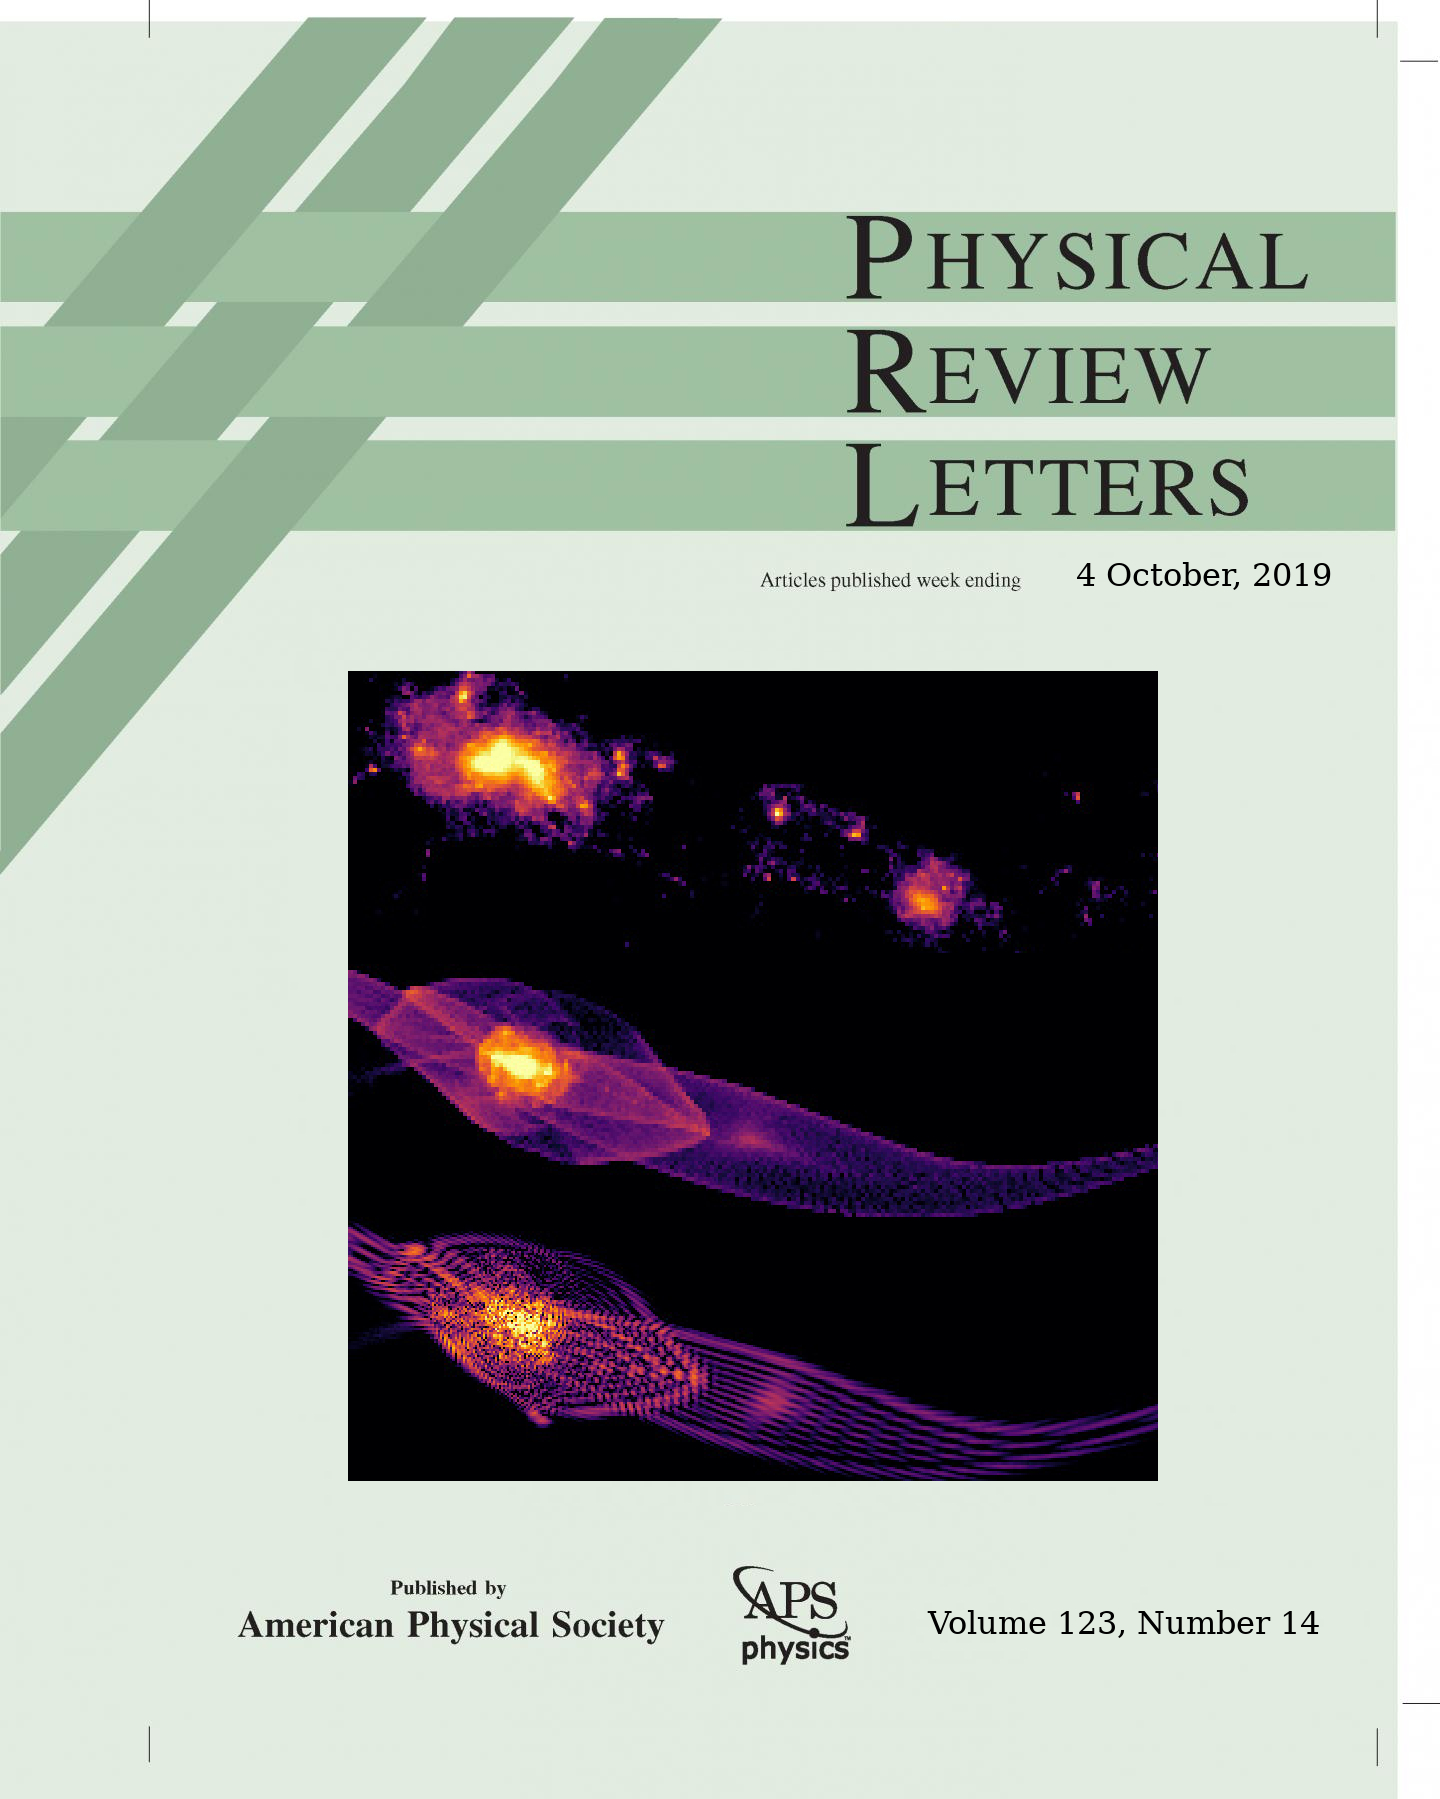 PHYSICAL
REVIEW
LETTERS
Articles published week ending 4 October, 2019
Published by
American Physical Society
APS
physics™
Volume 123, Number 14